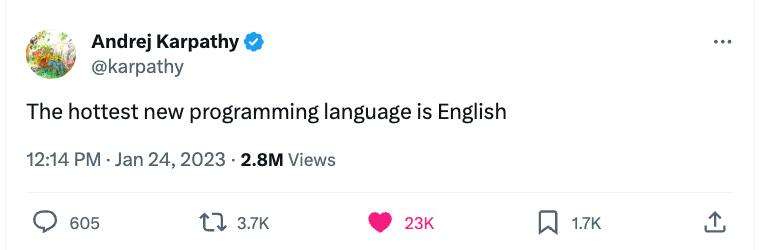 Andrej Karpathy
@karpathy
The hottest new programming language is English
12:14 PM · Jan 24, 2023 · 2.8M Views
605 3.7K 23K 1.7K